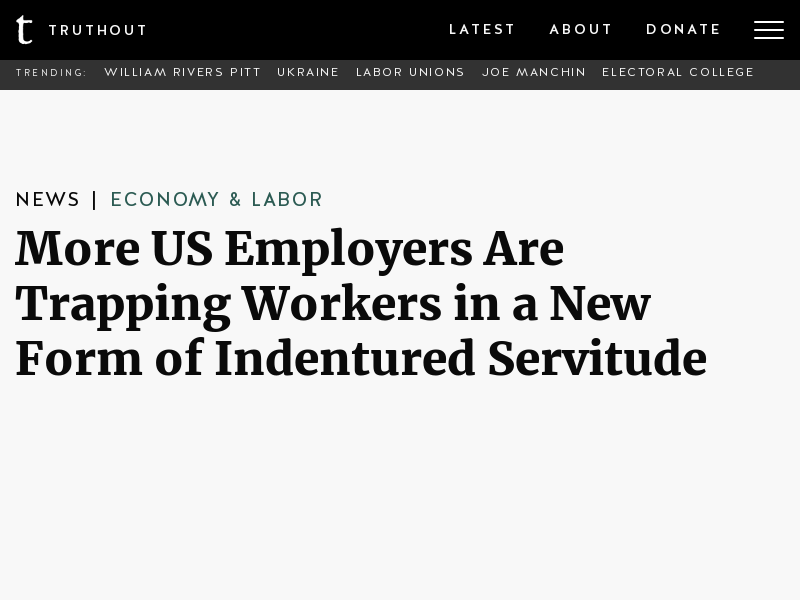 t TRUTHOUT LATEST ABOUT DONATE
TRENDING: WILLIAM RIVERS PITT UKRAINE LABOR UNIONS JOE MANCHIN ELECTORAL COLLEGE
NEWS | ECONOMY & LABOR
More US Employers Are
Trapping Workers in a New
Form of Indentured Servitude